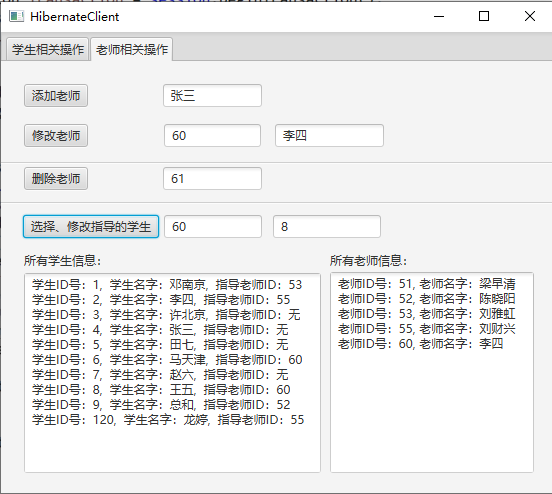 HibernateClient
学生相关操作 老师相关操作
添加老师 张三
修改老师 60 李四
删除老师 61
选择、修改指导的学生 60 8
所有学生信息：
学生ID号：1, 学生名字：邓南京, 指导老师ID：53
学生ID号：2, 学生名字：李四, 指导老师ID：55
学生ID号：3, 学生名字：许北京, 指导老师ID：无
学生ID号：4, 学生名字：张三, 指导老师ID：无
学生ID号：5, 学生名字：田七, 指导老师ID：无
学生ID号：6, 学生名字：马天津, 指导老师ID：60
学生ID号：7, 学生名字：赵六, 指导老师ID：无
学生ID号：8, 学生名字：王五, 指导老师ID：60
学生ID号：9, 学生名字：总和, 指导老师ID：52
学生ID号：120, 学生名字：龙婷, 指导老师ID：55
所有老师信息：
老师ID号：51, 老师名字：梁早清
老师ID号：52, 老师名字：陈晓阳
老师ID号：53, 老师名字：刘雅虹
老师ID号：55, 老师名字：刘财兴
老师ID号：60, 老师名字：李四